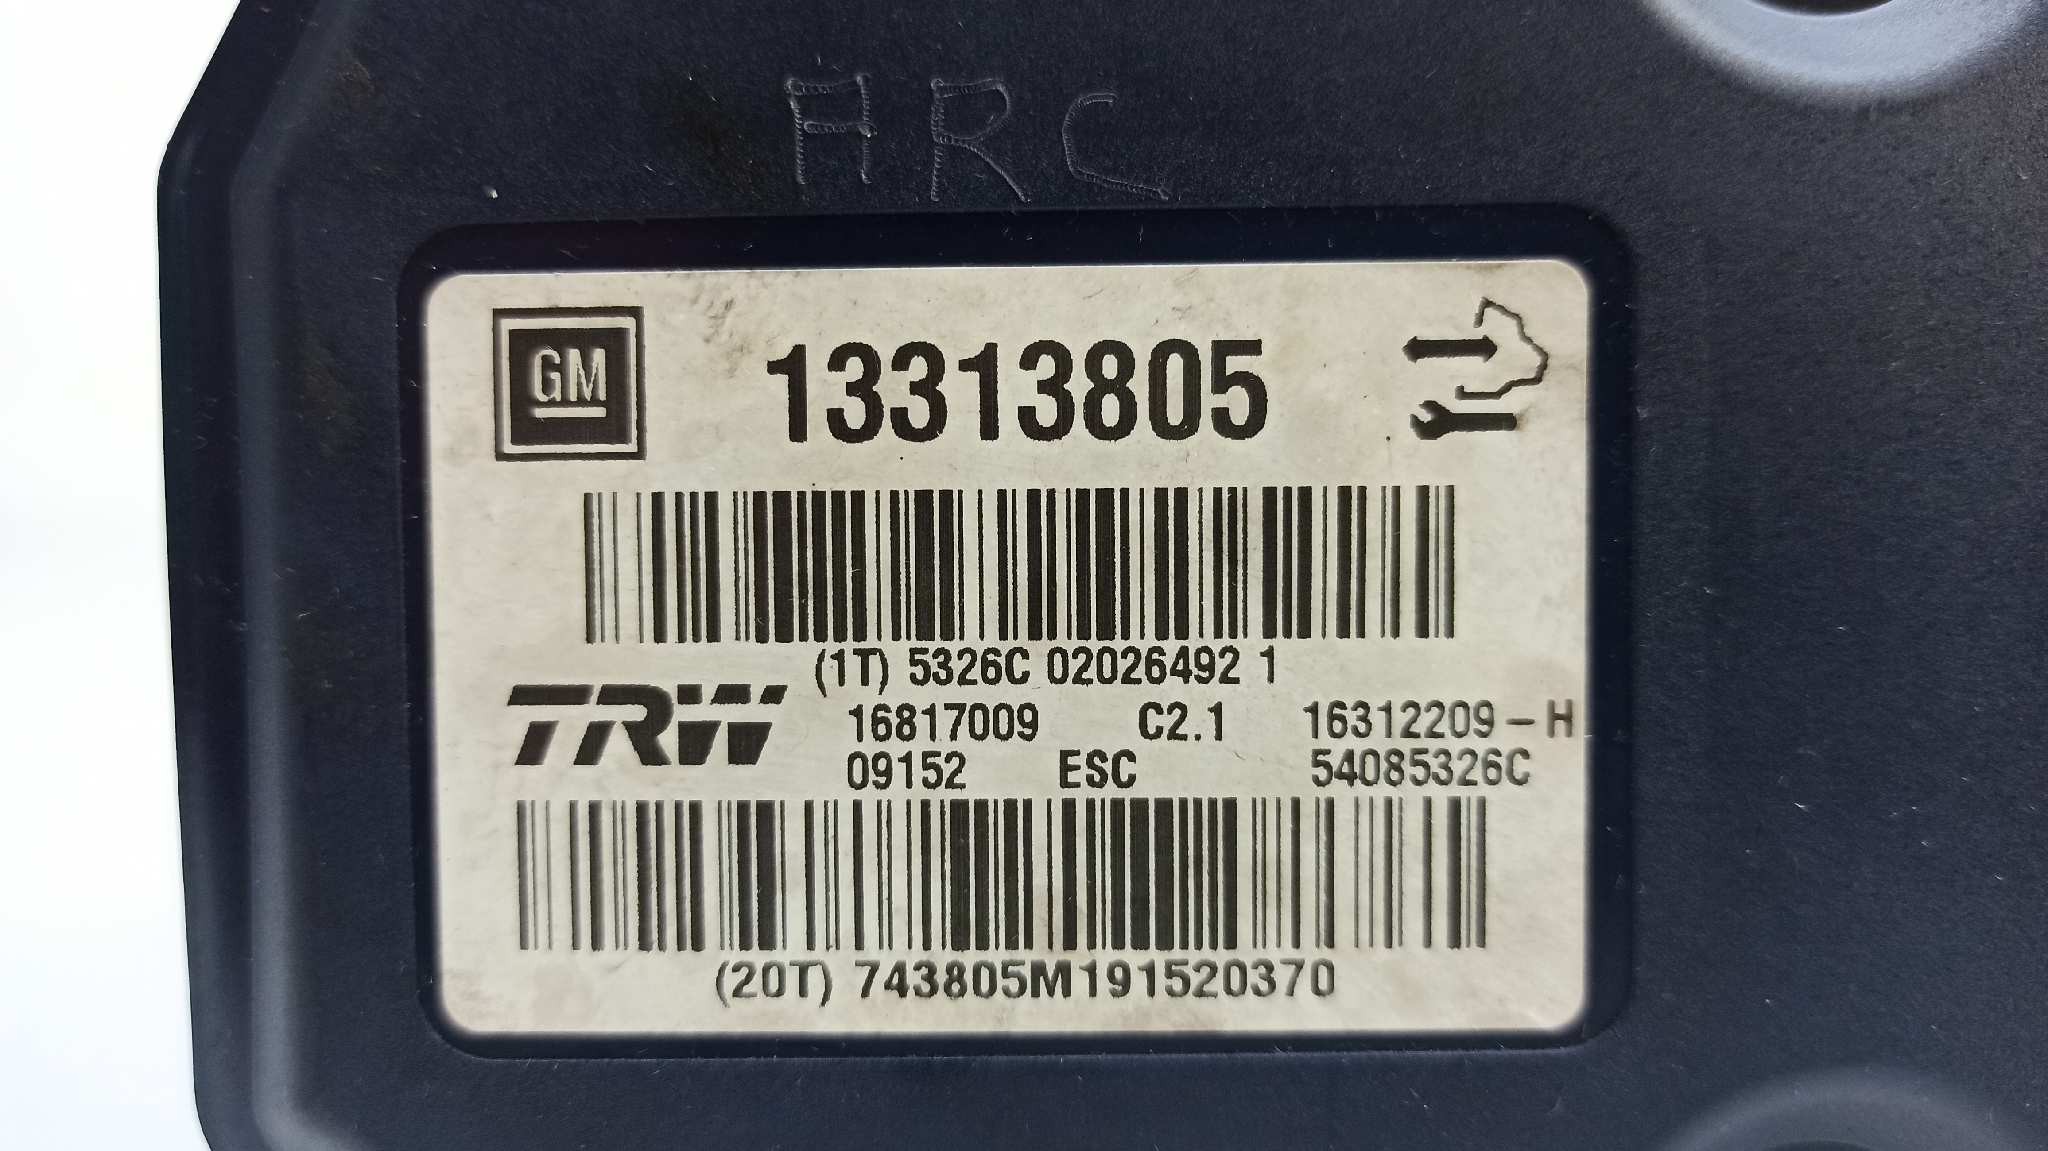 ARC
GM 13313805
(1T) 5326C 02026492 1
TRW 16817009 C2.1 16312209-H
09152 ESC 54085326C
(20T) 743805M191520370